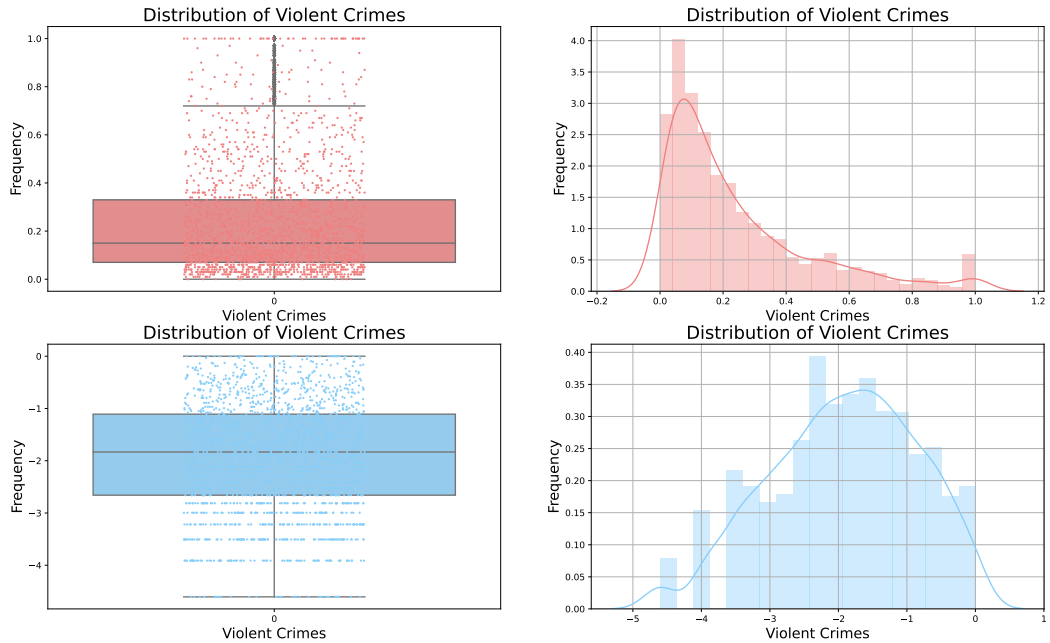 Distribution of Violent Crimes
Frequency
1.0
0.8
0.6
0.4
0.2
0.0
0
Violent Crimes
Distribution of Violent Crimes
Frequency
4.0
3.5
3.0
2.5
2.0
1.5
1.0
0.5
0.0
−0.2 0.0 0.2 0.4 0.6 0.8 1.0 1.2
Violent Crimes
Distribution of Violent Crimes
Frequency
0
−1
−2
−3
−4
0
Violent Crimes
Distribution of Violent Crimes
Frequency
0.40
0.35
0.30
0.25
0.20
0.15
0.10
0.05
0.00
−5 −4 −3 −2 −1 0 1
Violent Crimes